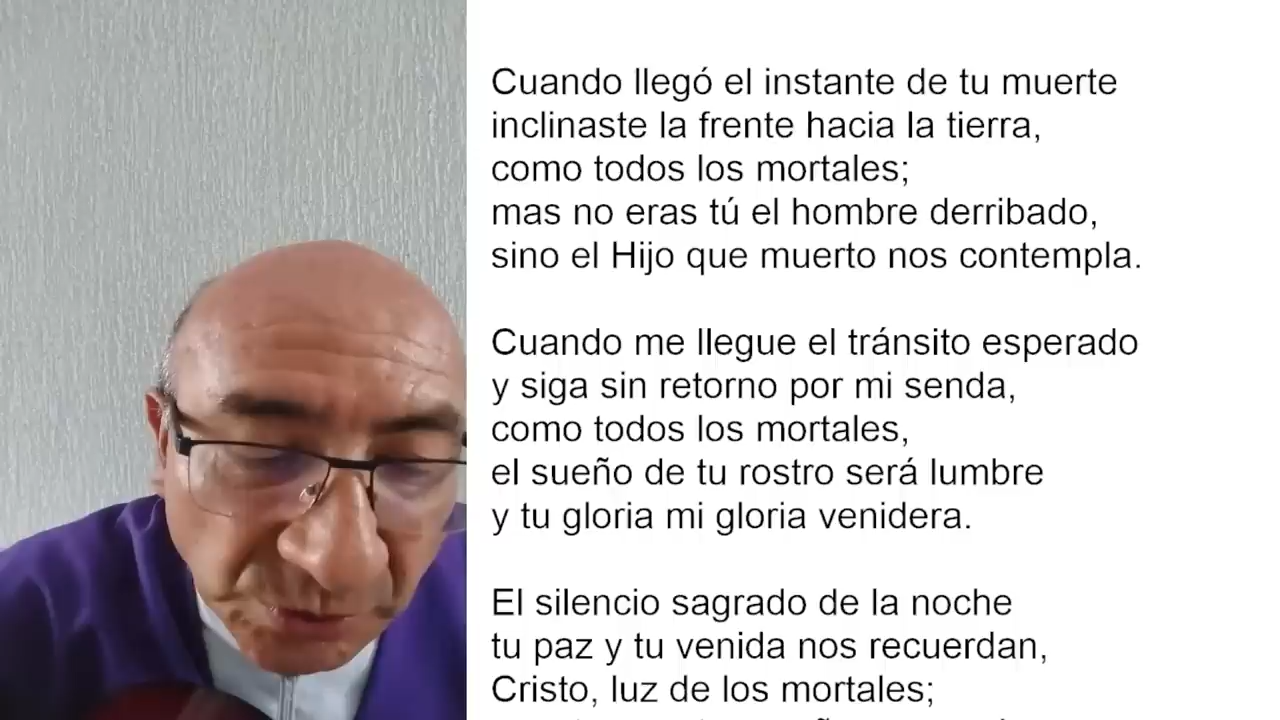 Cuando llegó el instante de tu muerte
inclinaste la frente hacia la tierra,
como todos los mortales;
mas no eras tú el hombre derribado,
sino el Hijo que muerto nos contempla.
Cuando me llegue el tránsito esperado
y siga sin retorno por mi senda,
como todos los mortales,
el sueño de tu rostro será lumbre
y tu gloria mi gloria venidera.
El silencio sagrado de la noche
tu paz y tu venida nos recuerdan,
Cristo, luz de los mortales;